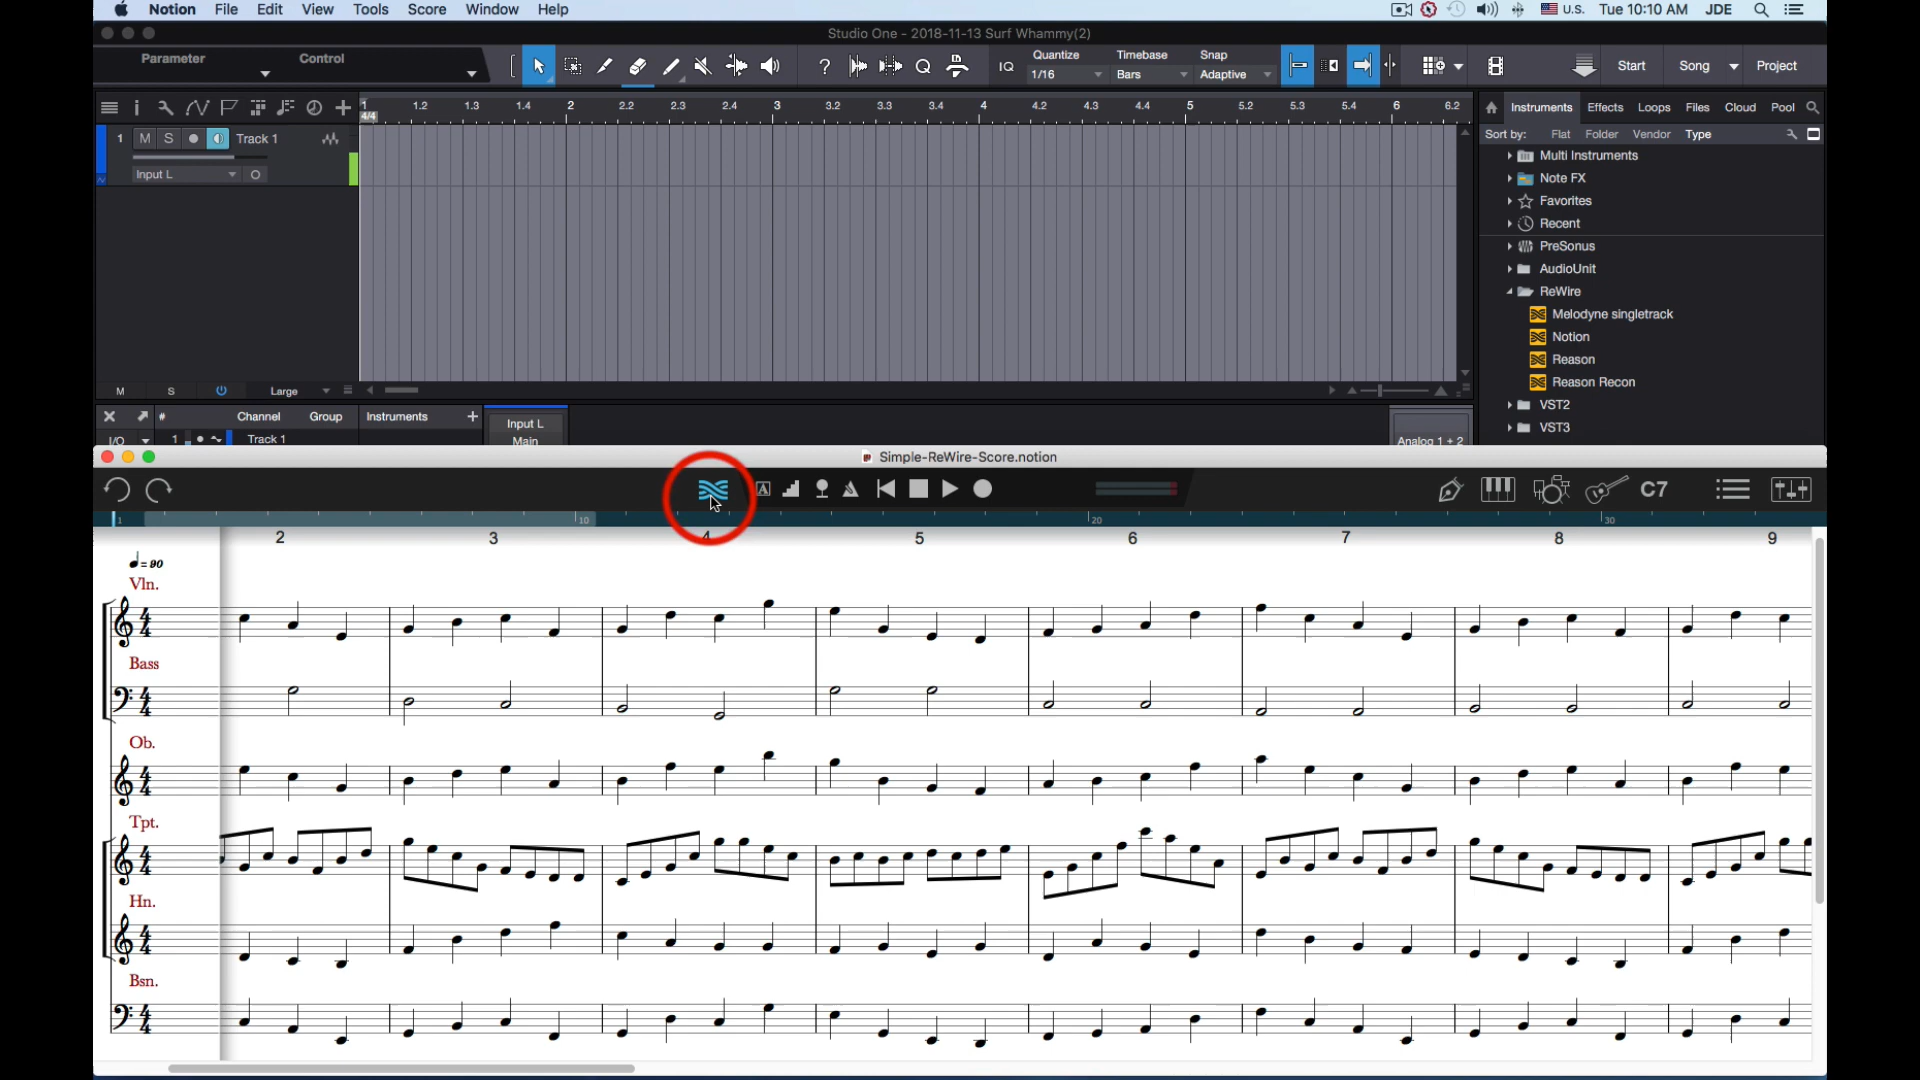 Notion File Edit View Tools Score Window Help U.S. Tue 10:10 AM JDE
Studio One - 2018-11-13 Surf Whammy(2)
Parameter Control Quantize Timebase Snap
? Q IQ 1/16 Bars Adaptive Start Song Project
1 1.2 1.3 1.4 2 2.2 2.3 2.4 3 3.2 3.3 3.4 4 4.2 4.3 4.4 5 5.2 5.3 5.4 6 6.2
4/4
Instruments Effects Loops Files Cloud Pool
Sort by: Flat Folder Vendor Type
1 M S Track 1
Input L
Multi Instruments
Note FX
Favorites
Recent
PreSonus
AudioUnit
ReWire
Melodyne singletrack
Notion
Reason
Reason Recon
VST2
VST3
M S Large
# Channel Group Instruments
Input L
Main
I/O 1 Track 1
Analog 1 + 2
Simple-ReWire-Score.notion
A C7
1 10 20 30
2 3 4 5 6 7 8 9
= 90
Vln.
Bass
Ob.
Tpt.
Hn.
Bsn.